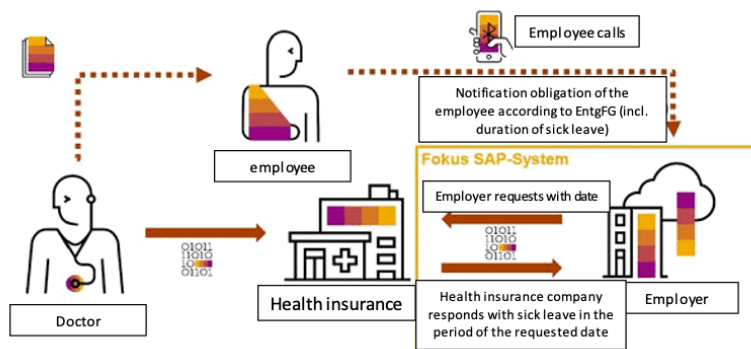 Employee calls
Notification obligation of the
employee according to EntgFG (incl.
duration of sick leave)
employee
Fokus SAP-System
Employer requests with date
01011
11010
10
01101
01011
11010
10
01101
Health insurance
Employer
Doctor
Health insurance company
responds with sick leave in the
period of the requested date